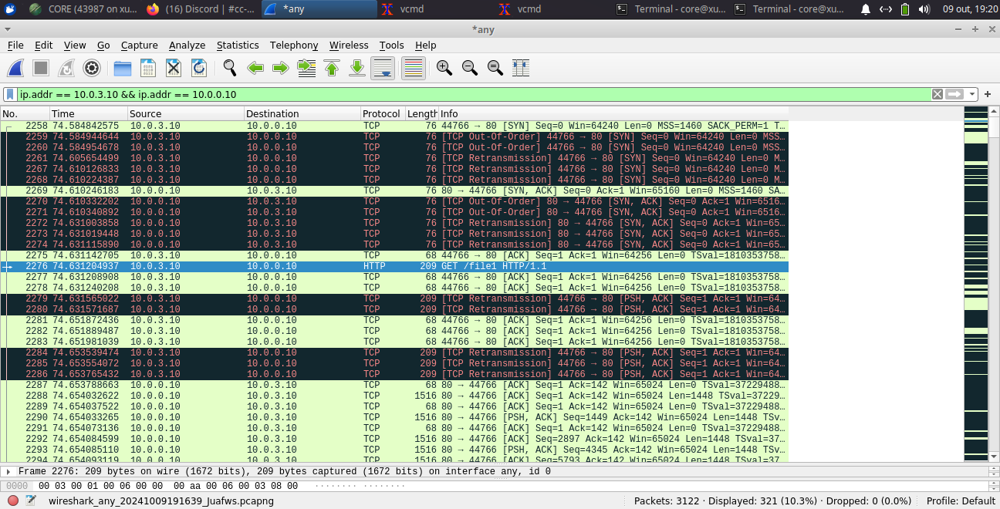 CORE (43987 on xu...
(16) Discord | #cc-...
*any
vcmd
vcmd
Terminal - core@xu...
Terminal - core@xu...
09 out, 19:20
*any
File Edit View Go Capture Analyze Statistics Telephony Wireless Tools Help
ip.addr == 10.0.3.10 && ip.addr == 10.0.0.10
No. Time Source Destination Protocol Length Info
2258 74.584842575 10.0.3.10 10.0.0.10 TCP 76 44766 → 80 [SYN] Seq=0 Win=64240 Len=0 MSS=1460 SACK_PERM=1 T…
2259 74.584944644 10.0.3.10 10.0.0.10 TCP 76 [TCP Out-Of-Order] 44766 → 80 [SYN] Seq=0 Win=64240 Len=0 MSS…
2260 74.584954678 10.0.3.10 10.0.0.10 TCP 76 [TCP Out-Of-Order] 44766 → 80 [SYN] Seq=0 Win=64240 Len=0 MSS…
2261 74.605654499 10.0.3.10 10.0.0.10 TCP 76 [TCP Retransmission] 44766 → 80 [SYN] Seq=0 Win=64240 Len=0 M…
2267 74.610126833 10.0.3.10 10.0.0.10 TCP 76 [TCP Retransmission] 44766 → 80 [SYN] Seq=0 Win=64240 Len=0 M…
2268 74.610224387 10.0.3.10 10.0.0.10 TCP 76 [TCP Retransmission] 44766 → 80 [SYN] Seq=0 Win=64240 Len=0 M…
2269 74.610246183 10.0.0.10 10.0.3.10 TCP 76 80 → 44766 [SYN, ACK] Seq=0 Ack=1 Win=65160 Len=0 MSS=1460 SA…
2270 74.610332202 10.0.0.10 10.0.3.10 TCP 76 [TCP Out-Of-Order] 80 → 44766 [SYN, ACK] Seq=0 Ack=1 Win=6516…
2271 74.610340892 10.0.0.10 10.0.3.10 TCP 76 [TCP Out-Of-Order] 80 → 44766 [SYN, ACK] Seq=0 Ack=1 Win=6516…
2272 74.631003858 10.0.0.10 10.0.3.10 TCP 76 [TCP Retransmission] 80 → 44766 [SYN, ACK] Seq=0 Ack=1 Win=65…
2273 74.631019448 10.0.0.10 10.0.3.10 TCP 76 [TCP Retransmission] 80 → 44766 [SYN, ACK] Seq=0 Ack=1 Win=65…
2274 74.631115890 10.0.0.10 10.0.3.10 TCP 76 [TCP Retransmission] 80 → 44766 [SYN, ACK] Seq=0 Ack=1 Win=65…
2275 74.631142705 10.0.3.10 10.0.0.10 TCP 68 44766 → 80 [ACK] Seq=1 Ack=1 Win=64256 Len=0 TSval=1810353758…
2276 74.631204937 10.0.3.10 10.0.0.10 HTTP 209 GET /file1 HTTP/1.1
2277 74.631208908 10.0.3.10 10.0.0.10 TCP 68 44766 → 80 [ACK] Seq=1 Ack=1 Win=64256 Len=0 TSval=1810353758…
2278 74.631240208 10.0.3.10 10.0.0.10 TCP 68 44766 → 80 [ACK] Seq=1 Ack=1 Win=64256 Len=0 TSval=1810353758…
2279 74.631565022 10.0.3.10 10.0.0.10 TCP 209 [TCP Retransmission] 44766 → 80 [PSH, ACK] Seq=1 Ack=1 Win=64…
2280 74.631571687 10.0.3.10 10.0.0.10 TCP 209 [TCP Retransmission] 44766 → 80 [PSH, ACK] Seq=1 Ack=1 Win=64…
2281 74.651872436 10.0.3.10 10.0.0.10 TCP 68 44766 → 80 [ACK] Seq=1 Ack=1 Win=64256 Len=0 TSval=1810353758…
2282 74.651889487 10.0.3.10 10.0.0.10 TCP 68 44766 → 80 [ACK] Seq=1 Ack=1 Win=64256 Len=0 TSval=1810353758…
2283 74.651981039 10.0.3.10 10.0.0.10 TCP 68 44766 → 80 [ACK] Seq=1 Ack=1 Win=64256 Len=0 TSval=1810353758…
2284 74.653539474 10.0.3.10 10.0.0.10 TCP 209 [TCP Retransmission] 44766 → 80 [PSH, ACK] Seq=1 Ack=1 Win=64…
2285 74.653554072 10.0.3.10 10.0.0.10 TCP 209 [TCP Retransmission] 44766 → 80 [PSH, ACK] Seq=1 Ack=1 Win=64…
2286 74.653765432 10.0.3.10 10.0.0.10 TCP 209 [TCP Retransmission] 44766 → 80 [PSH, ACK] Seq=1 Ack=1 Win=64…
2287 74.653788663 10.0.0.10 10.0.3.10 TCP 68 80 → 44766 [ACK] Seq=1 Ack=142 Win=65024 Len=0 TSval=37229488…
2288 74.654032622 10.0.0.10 10.0.3.10 TCP 1516 80 → 44766 [ACK] Seq=1 Ack=142 Win=65024 Len=1448 TSval=37229…
2289 74.654037522 10.0.0.10 10.0.3.10 TCP 68 80 → 44766 [ACK] Seq=1 Ack=142 Win=65024 Len=0 TSval=37229488…
2290 74.654033265 10.0.0.10 10.0.3.10 TCP 1516 80 → 44766 [PSH, ACK] Seq=1449 Ack=142 Win=65024 Len=1448 TSv…
2291 74.654073136 10.0.0.10 10.0.3.10 TCP 68 80 → 44766 [ACK] Seq=1 Ack=142 Win=65024 Len=0 TSval=37229488…
2292 74.654084599 10.0.0.10 10.0.3.10 TCP 1516 80 → 44766 [ACK] Seq=2897 Ack=142 Win=65024 Len=1448 TSval=37…
2293 74.654085110 10.0.0.10 10.0.3.10 TCP 1516 80 → 44766 [PSH, ACK] Seq=4345 Ack=142 Win=65024 Len=1448 TSv…
2294 74.654093119 10.0.0.10 10.0.3.10 TCP 1516 80 → 44766 [ACK] Seq=5793 Ack=142 Win=65024 Len=1448 TSval=37…
Frame 2276: 209 bytes on wire (1672 bits), 209 bytes captured (1672 bits) on interface any, id 0
0000 00 03 00 01 00 06 00 00 00 aa 00 06 00 03 08 00 ········ ········
wireshark_any_20241009191639_Juafws.pcapng
Packets: 3122 · Displayed: 321 (10.3%) · Dropped: 0 (0.0%)
Profile: Default